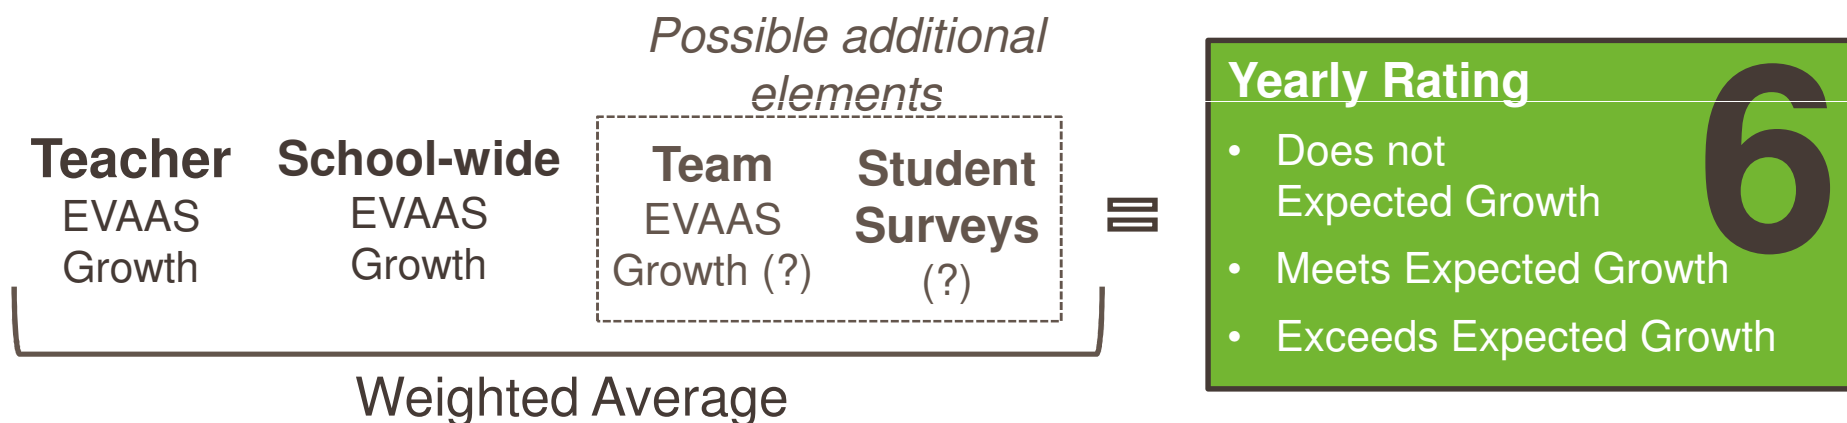 Possible additional
elements
Teacher
EVAAS
Growth
School-wide
EVAAS
Growth
Team
EVAAS
Growth (?)
Student
Surveys
(?)
Weighted Average
Yearly Rating
6
• Does not
Expected Growth
• Meets Expected Growth
• Exceeds Expected Growth